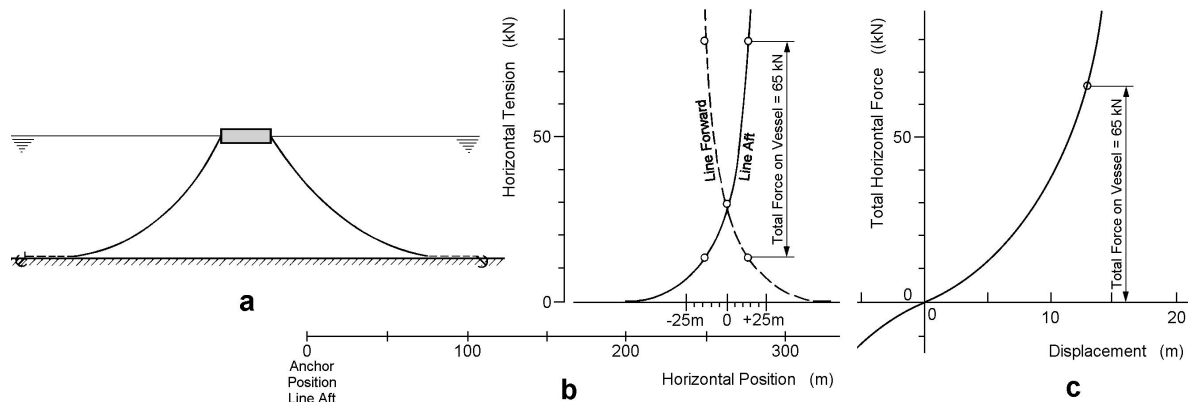 a
Horizontal Tension (kN)
50
0
Line Forward
Line Aft
Total Force on Vessel = 65 kN
-25m
0
+25m
0
100
200
300
Anchor
Position
Line Aft
b
Horizontal Position (m)
Total Horizontal Force ((kN)
50
0
Total Force on Vessel = 65 kN
0
10
20
Displacement (m)
c